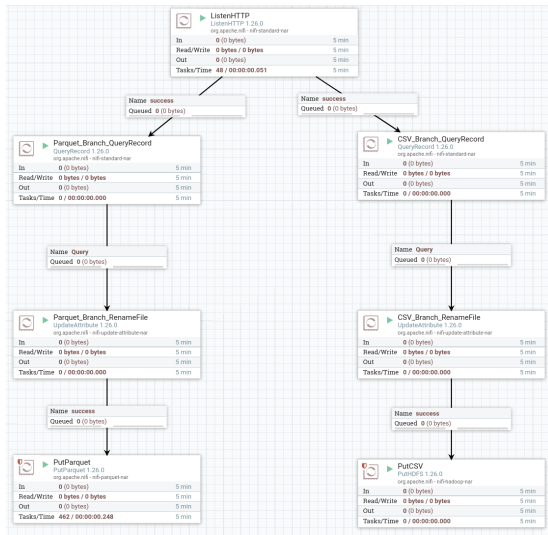 ListenHTTP
ListenHTTP 1.26.0
org.apache.nifi - nifi-standard-nar
In 0 (0 bytes) 5 min
Read/Write 0 bytes / 0 bytes 5 min
Out 0 (0 bytes) 5 min
Tasks/Time 48 / 00:00:00.051 5 min
Name success
Queued 0 (0 bytes)
Name success
Queued 0 (0 bytes)
Parquet_Branch_QueryRecord
QueryRecord 1.26.0
org.apache.nifi - nifi-standard-nar
In 0 (0 bytes) 5 min
Read/Write 0 bytes / 0 bytes 5 min
Out 0 (0 bytes) 5 min
Tasks/Time 0 / 00:00:00.000 5 min
CSV_Branch_QueryRecord
QueryRecord 1.26.0
org.apache.nifi - nifi-standard-nar
In 0 (0 bytes) 5 min
Read/Write 0 bytes / 0 bytes 5 min
Out 0 (0 bytes) 5 min
Tasks/Time 0 / 00:00:00.000 5 min
Name Query
Queued 0 (0 bytes)
Name Query
Queued 0 (0 bytes)
Parquet_Branch_RenameFile
UpdateAttribute 1.26.0
org.apache.nifi - nifi-update-attribute-nar
In 0 (0 bytes) 5 min
Read/Write 0 bytes / 0 bytes 5 min
Out 0 (0 bytes) 5 min
Tasks/Time 0 / 00:00:00.000 5 min
CSV_Branch_RenameFile
UpdateAttribute 1.26.0
org.apache.nifi - nifi-update-attribute-nar
In 0 (0 bytes) 5 min
Read/Write 0 bytes / 0 bytes 5 min
Out 0 (0 bytes) 5 min
Tasks/Time 0 / 00:00:00.000 5 min
Name success
Queued 0 (0 bytes)
Name success
Queued 0 (0 bytes)
PutParquet
PutParquet 1.26.0
org.apache.nifi - nifi-parquet-nar
In 0 (0 bytes) 5 min
Read/Write 0 bytes / 0 bytes 5 min
Out 0 (0 bytes) 5 min
Tasks/Time 462 / 00:00:00.248 5 min
PutCSV
PutHDFS 1.26.0
org.apache.nifi - nifi-hadoop-nar
In 0 (0 bytes) 5 min
Read/Write 0 bytes / 0 bytes 5 min
Out 0 (0 bytes) 5 min
Tasks/Time 0 / 00:00:00.000 5 min